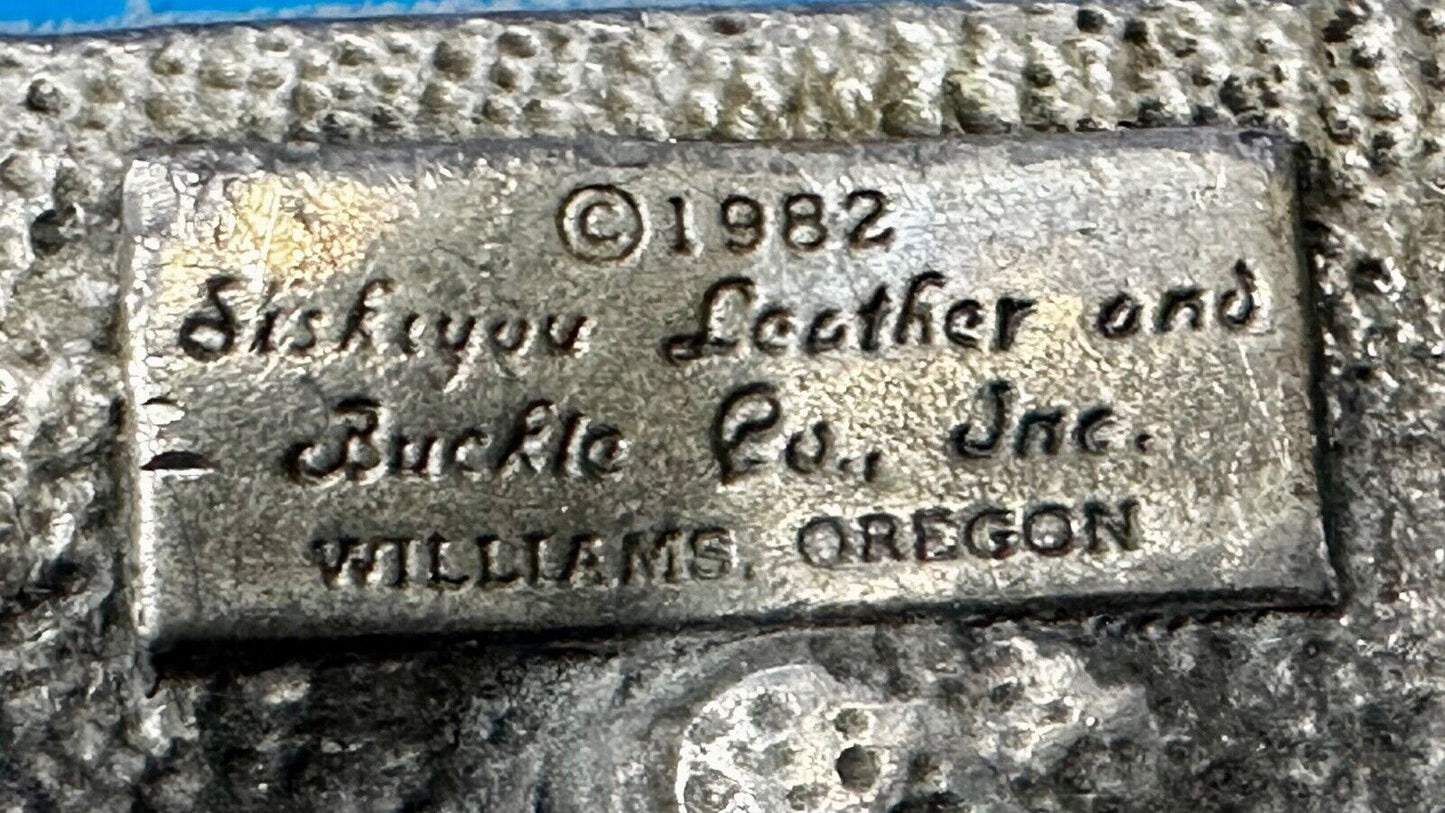 ©1982
Siskiyou Leather and
Buckle Co., Inc.
WILLIAMS, OREGON